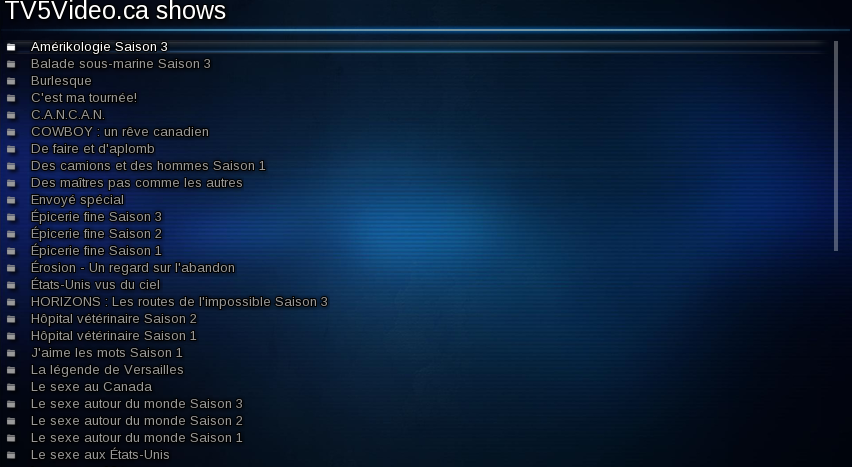 TV5Video.ca shows
Amérikologie Saison 3
Balade sous-marine Saison 3
Burlesque
C'est ma tournée!
C.A.N.C.A.N.
COWBOY : un rêve canadien
De faire et d'aplomb
Des camions et des hommes Saison 1
Des maîtres pas comme les autres
Envoyé spécial
Épicerie fine Saison 3
Épicerie fine Saison 2
Épicerie fine Saison 1
Érosion - Un regard sur l'abandon
États-Unis vus du ciel
HORIZONS : Les routes de l'impossible Saison 3
Hôpital vétérinaire Saison 2
Hôpital vétérinaire Saison 1
J'aime les mots Saison 1
La légende de Versailles
Le sexe au Canada
Le sexe autour du monde Saison 3
Le sexe autour du monde Saison 2
Le sexe autour du monde Saison 1
Le sexe aux États-Unis